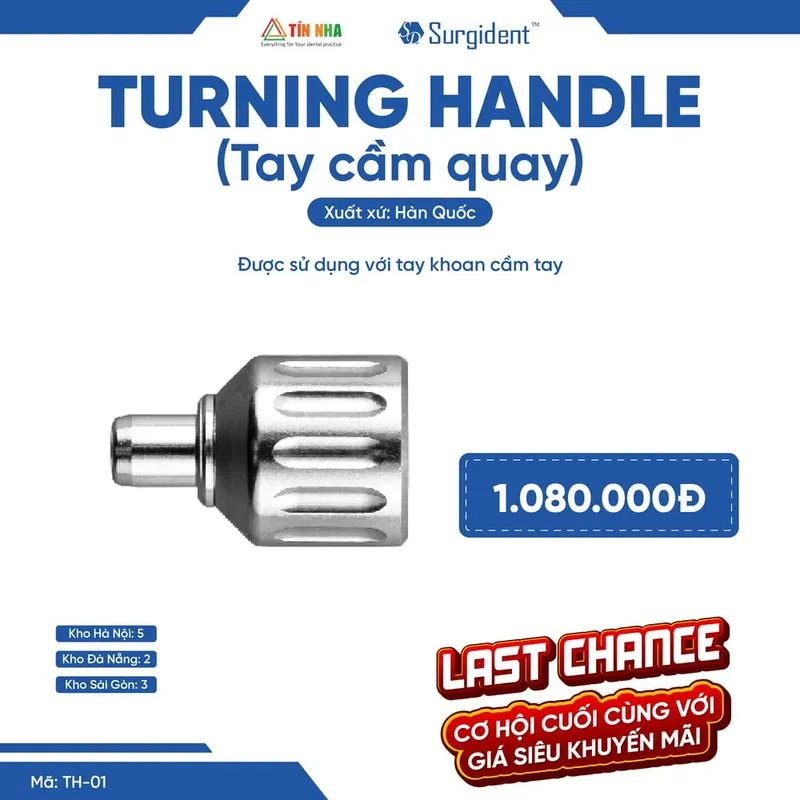 TÍN NHA
Everything for Your dental practice
Surgident™
TURNING HANDLE
(Tay cầm quay)
Xuất xứ: Hàn Quốc
Được sử dụng với tay khoan cầm tay
1.080.000Đ
Kho Hà Nội: 5
Kho Đà Nẵng: 2
Kho Sài Gòn: 3
LAST CHANCE
CƠ HỘI CUỐI CÙNG VỚI
GIÁ SIÊU KHUYẾN MÃI
Mã: TH-01